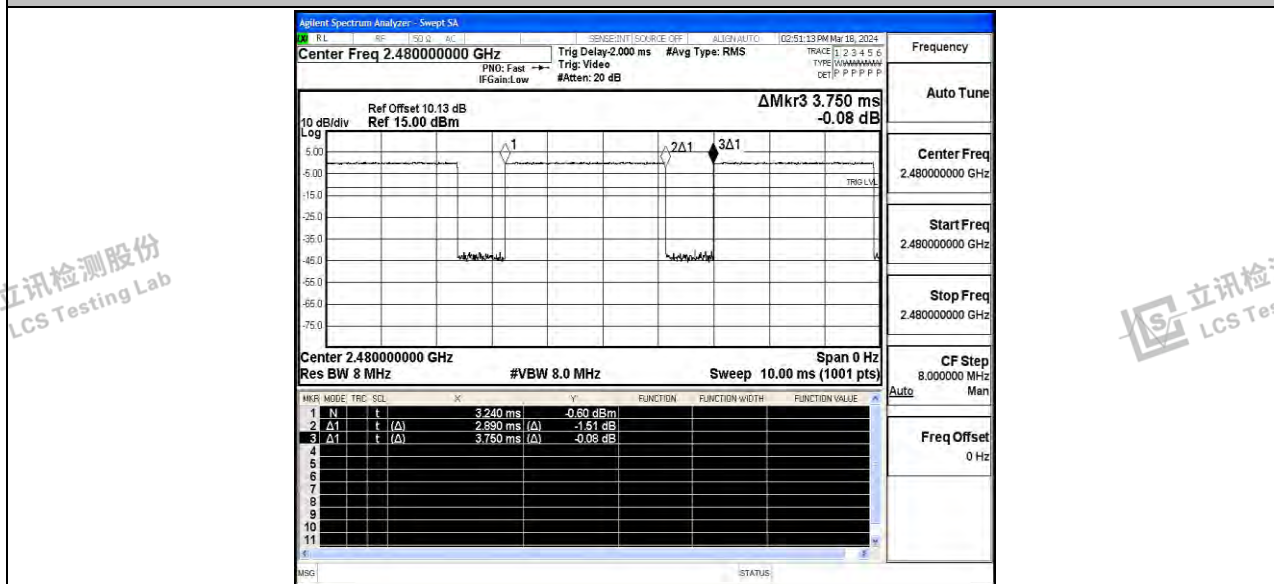 Agilent Spectrum Analyzer - Swept SA
RL RF 50 Ω AC SENSE:INT SOURCE OFF ALIGN AUTO 02:51:13 PM Mar 18, 2024
Center Freq 2.480000000 GHz
PNO: Fast
IFGain:Low
Trig Delay-2.000 ms #Avg Type: RMS
Trig: Video
#Atten: 20 dB
TRACE 1 2 3 4 5 6
TYPE WWWWWW
DET P P P P P P
Frequency
Auto Tune
Center Freq
2.480000000 GHz
Start Freq
2.480000000 GHz
Stop Freq
2.480000000 GHz
CF Step
8.000000 MHz
Auto Man
Freq Offset
0 Hz
ΔMkr3 3.750 ms
-0.08 dB
Ref Offset 10.13 dB
10 dB/div Ref 15.00 dBm
Log
1
2Δ1
3Δ1
TRIG LVL
5.00
-5.00
-15.0
-25.0
-35.0
-45.0
-55.0
-65.0
-75.0
Center 2.480000000 GHz Span 0 Hz
Res BW 8 MHz #VBW 8.0 MHz Sweep 10.00 ms (1001 pts)
MKR MODE TRC SCL X Y FUNCTION FUNCTION WIDTH FUNCTION VALUE
1 N t 3.240 ms -0.60 dBm
2 Δ1 t (Δ) 2.890 ms (Δ) -1.51 dB
3 Δ1 t (Δ) 3.750 ms (Δ) -0.08 dB
4
5
6
7
8
9
10
11
MSG STATUS
立讯检测股份
LCS Testing Lab
立讯检
LCS Tes